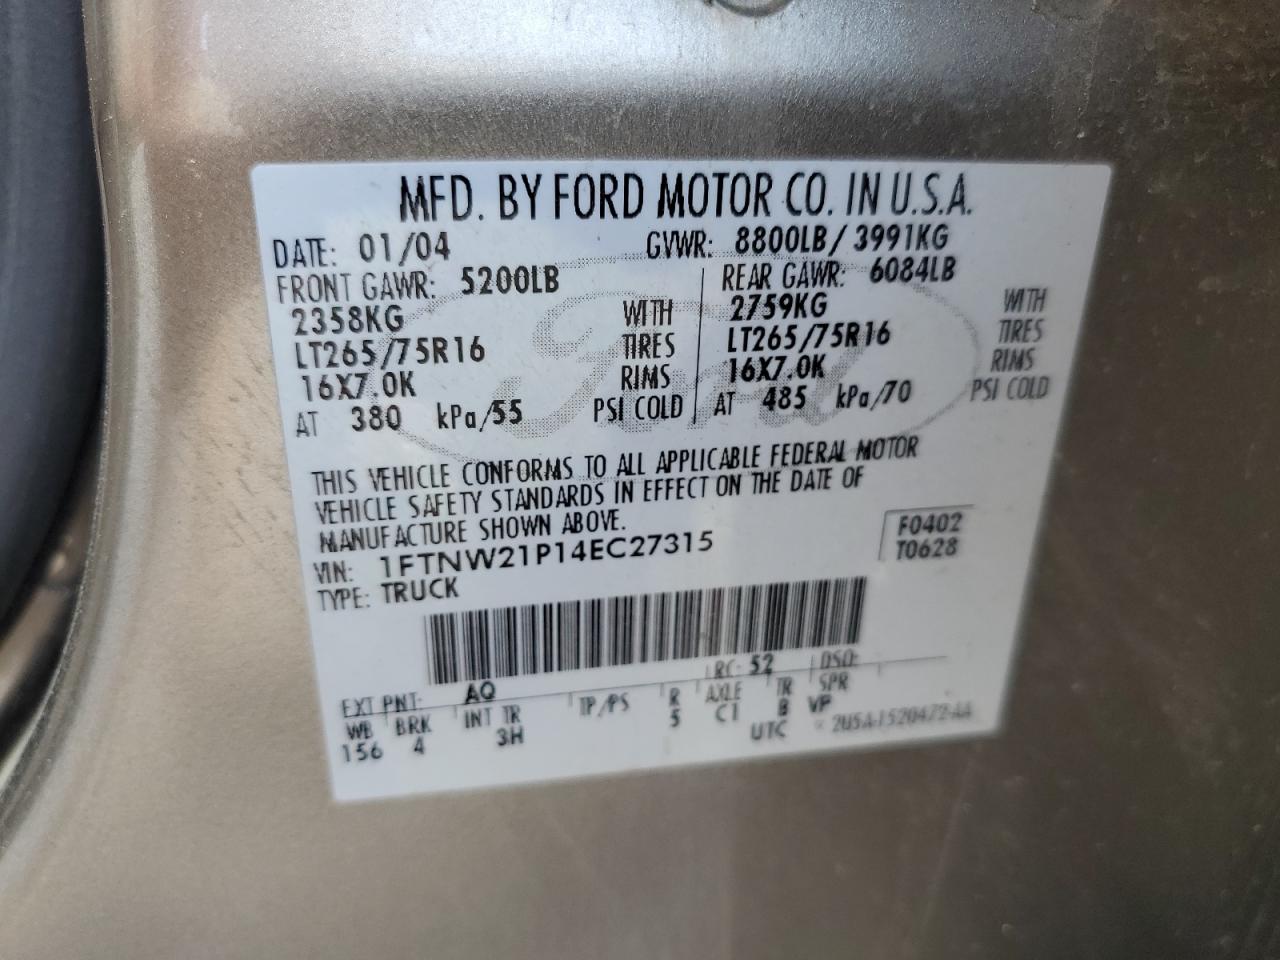 MFD. BY FORD MOTOR CO. IN U.S.A.
DATE: 01/04 GVWR: 8800LB/ 3991KG
FRONT GAWR: 5200LB REAR GAWR: 6084LB
2358KG WITH 2759KG WITH
LT265/75R16 TIRES LT265/75R16 TIRES
16X7.0K RIMS 16X7.0K RIMS
AT 380 kPa/55 PSI COLD AT 485 kPa/70 PSI COLD
Ford
THIS VEHICLE CONFORMS TO ALL APPLICABLE FEDERAL MOTOR
VEHICLE SAFETY STANDARDS IN EFFECT ON THE DATE OF
MANUFACTURE SHOWN ABOVE.
F0402
T0628
VIN: 1FTNW21P14EC27315
TYPE: TRUCK
EXT PNT: AQ RC: 52 DSO:
WB BRK INT TR TP/PS R AXLE TR SPR
156 4 3H 5 C1 B VP
UTC 2U5A-1520472-AA